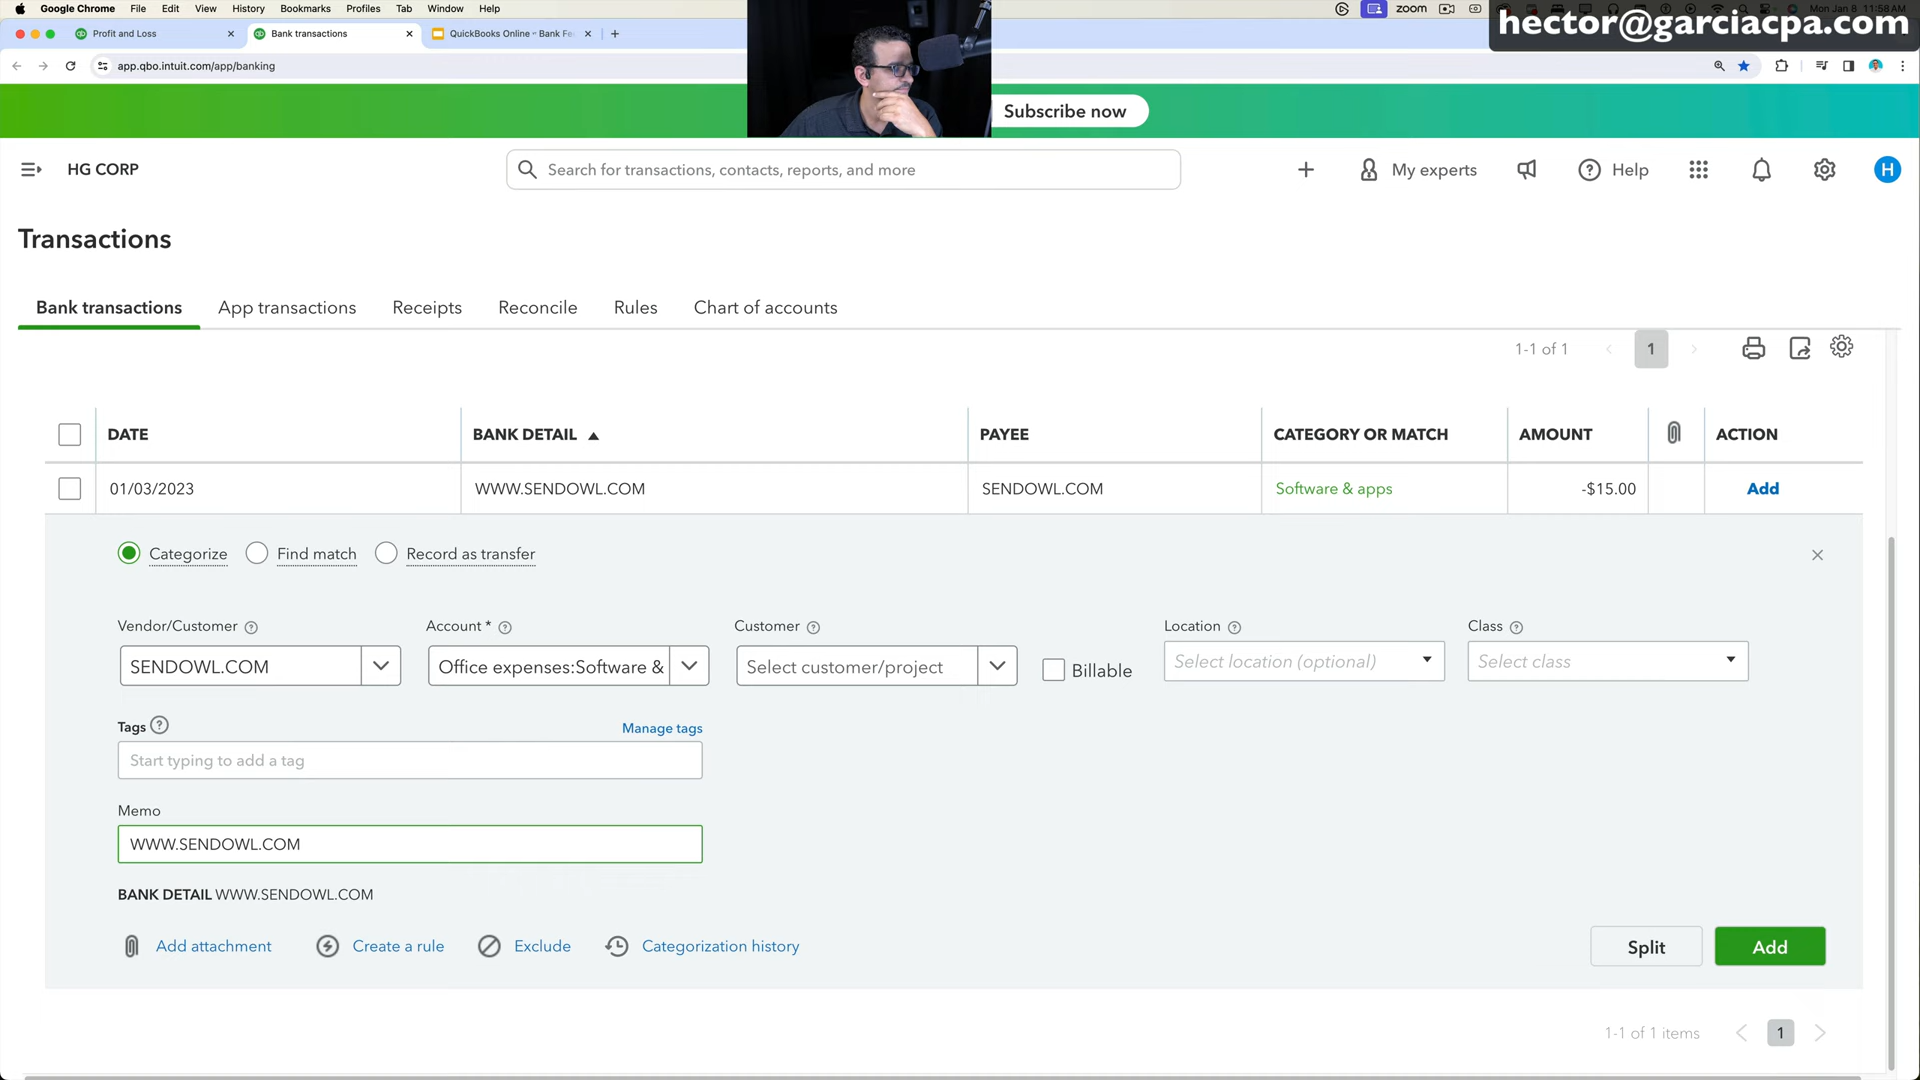 Google Chrome File Edit View History Bookmarks Profiles Tab Window Help
zoom
Mon Jan 8 11:58 AM
hector@garciacpa.com
Profit and Loss
Bank transactions
QuickBooks Online - Bank Fe
app.qbo.intuit.com/app/banking
Subscribe now
HG CORP
Search for transactions, contacts, reports, and more
My experts
Help
H
Transactions
Bank transactions App transactions Receipts Reconcile Rules Chart of accounts
1-1 of 1
1
DATE BANK DETAIL PAYEE CATEGORY OR MATCH AMOUNT ACTION
01/03/2023 WWW.SENDOWL.COM SENDOWL.COM Software & apps -$15.00 Add
Categorize Find match Record as transfer
Vendor/Customer Account * Customer Location Class
SENDOWL.COM Office expenses:Software & Select customer/project Billable Select location (optional) Select class
Tags Manage tags
Start typing to add a tag
Memo
WWW.SENDOWL.COM
BANK DETAIL WWW.SENDOWL.COM
Add attachment Create a rule Exclude Categorization history Split Add
1-1 of 1 items 1